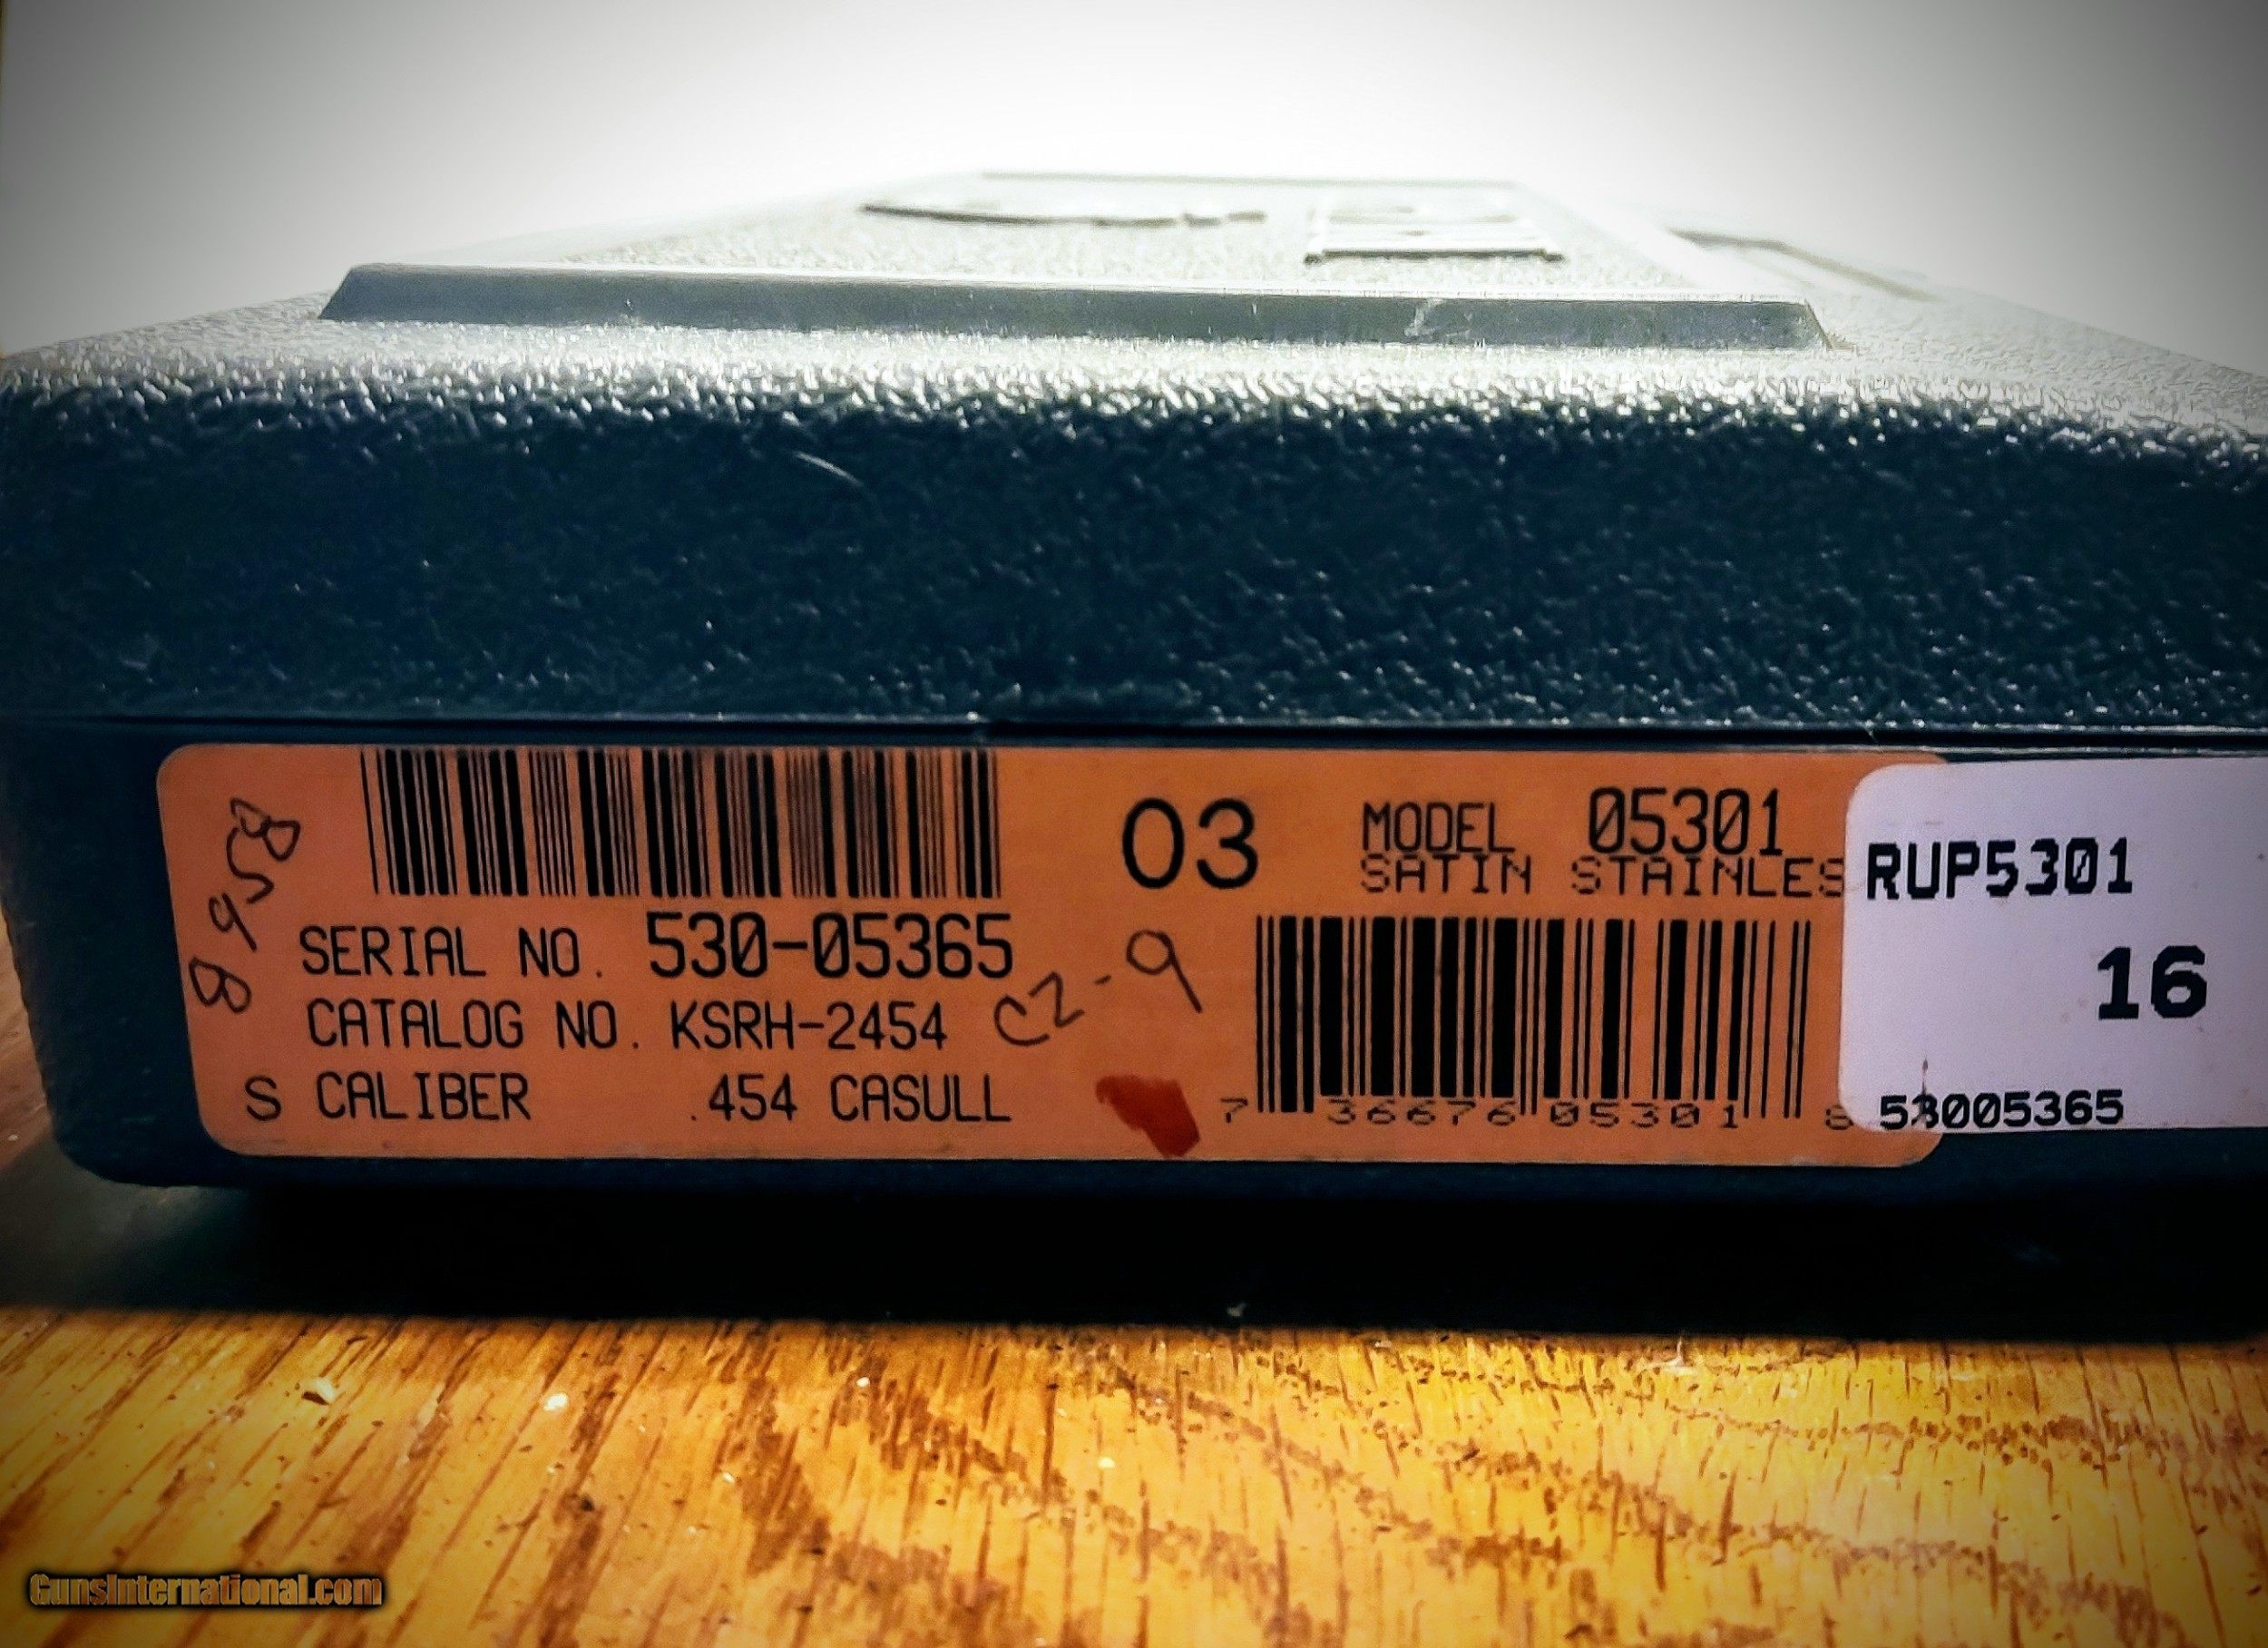 8958
03
MODEL 05301
SATIN STAINLES
SERIAL NO. 530-05365
CATALOG NO. KSRH-2454
CZ-9
S CALIBER .454 CASULL
7 36676 05301 8
RUP5301
16
53005365
GunsInternational.com